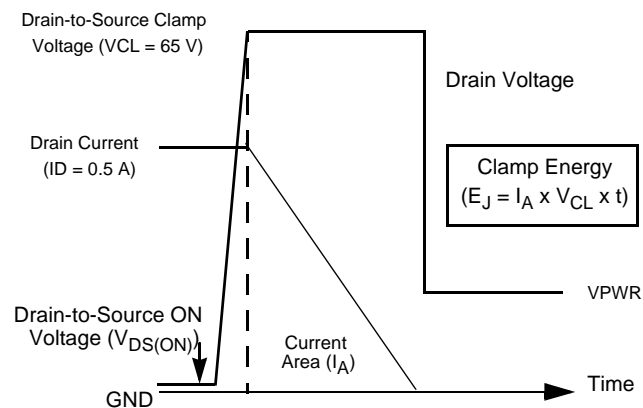 Drain-to-Source Clamp
Voltage (VCL = 65 V)
Drain Voltage
Drain Current
(ID = 0.5 A)
Clamp Energy
(EJ = IA x VCL x t)
VPWR
Drain-to-Source ON
Voltage (VDS(ON))
Current
Area (IA)
GND
Time